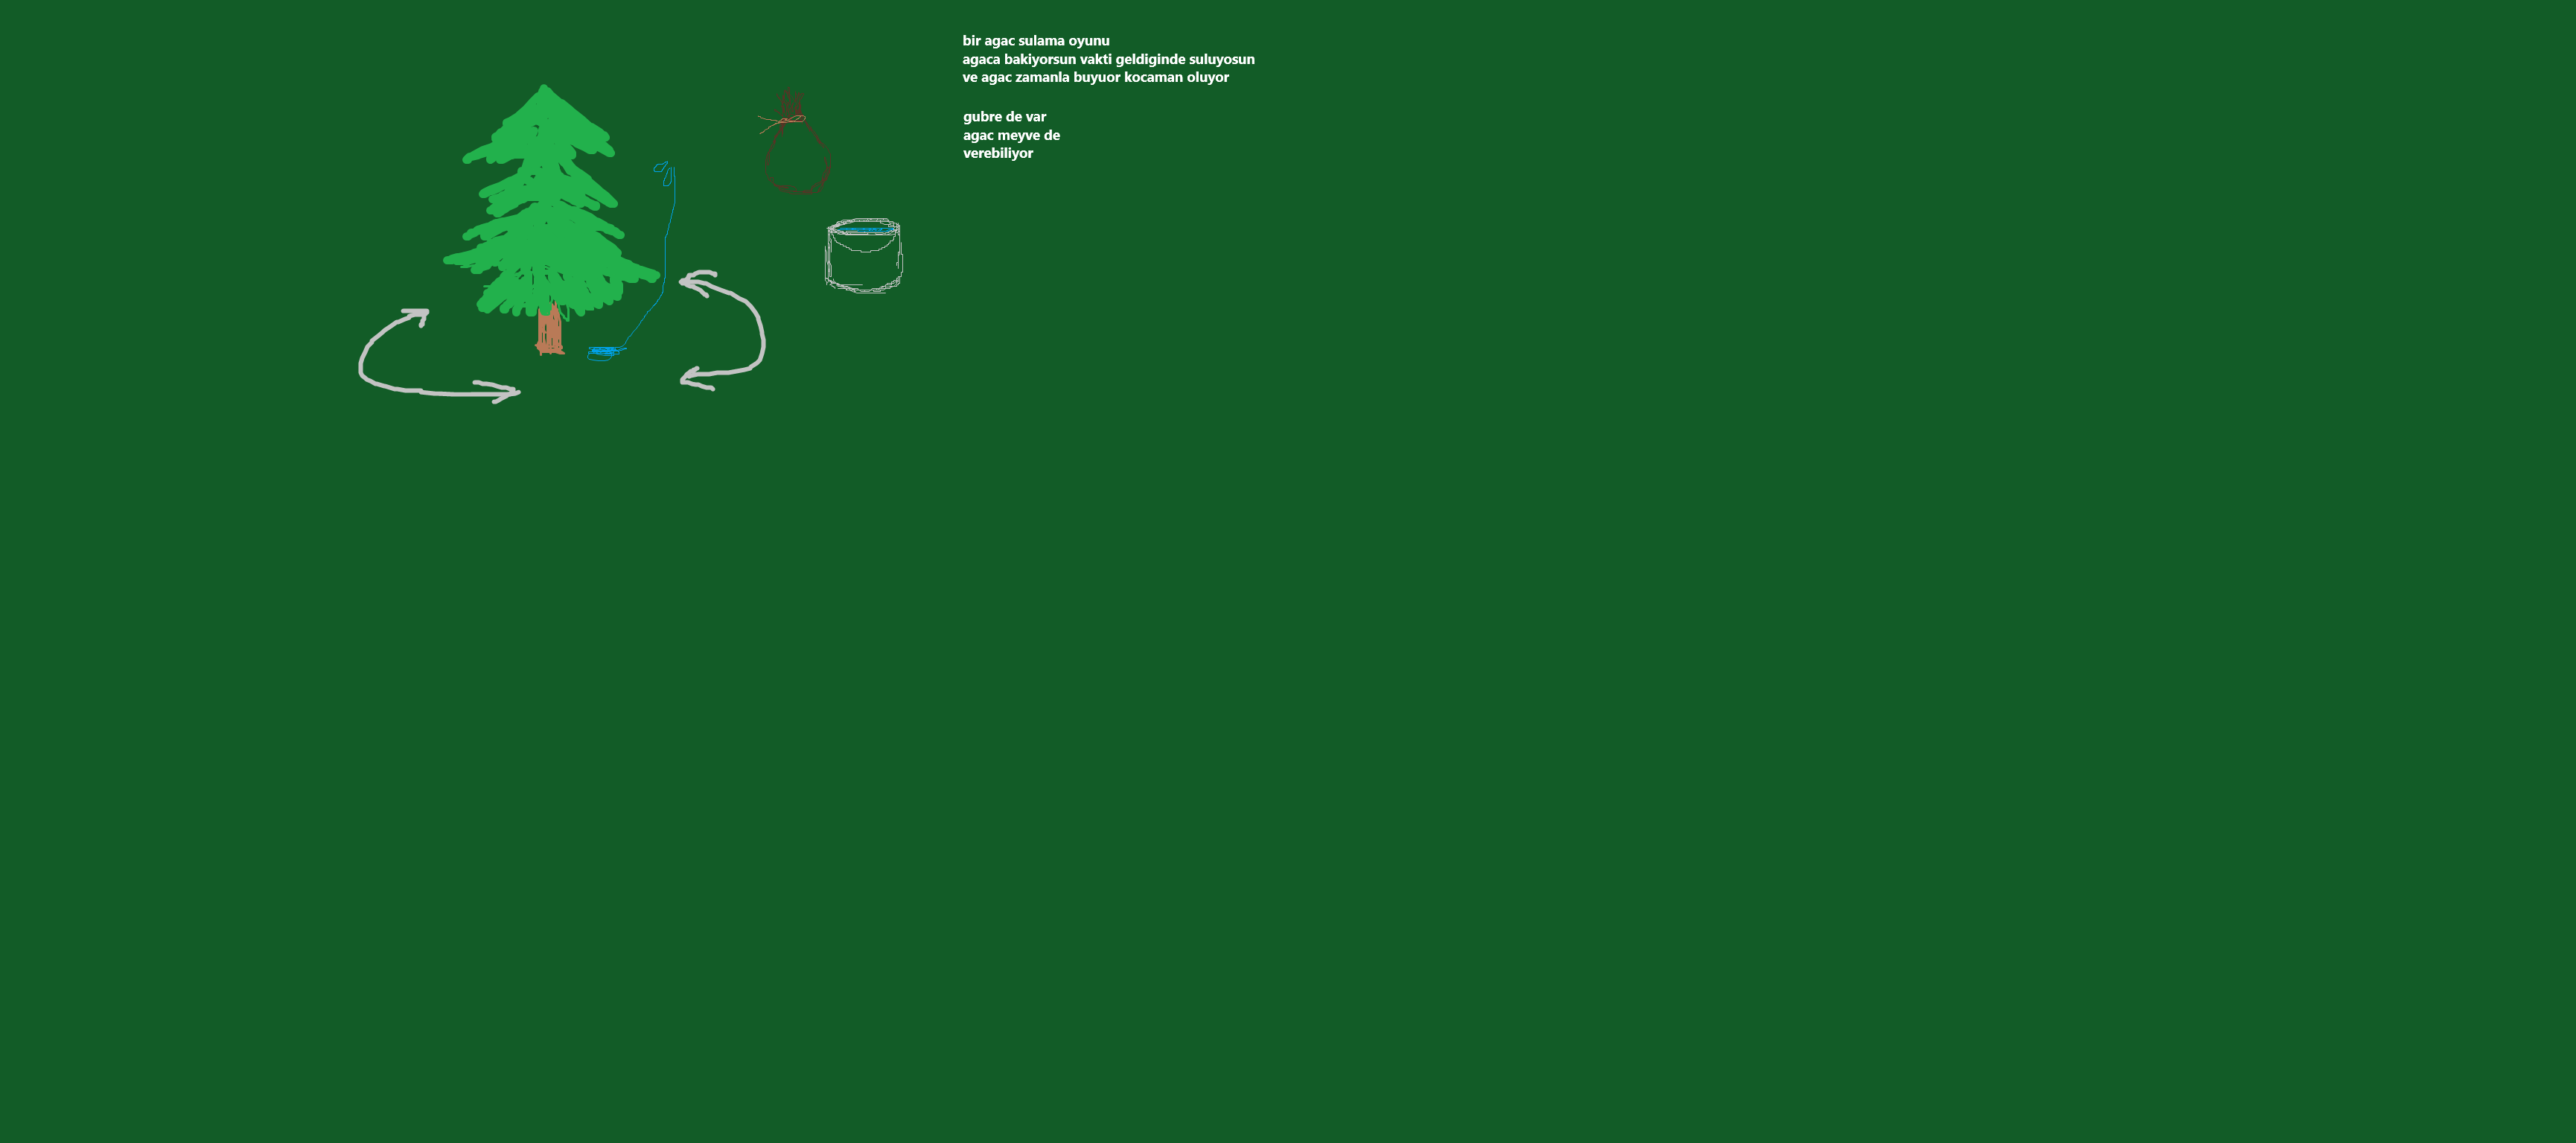 bir agac sulama oyunu
agaca bakiyorsun vakti geldiginde suluyosun
ve agac zamanla buyuor kocaman oluyor
gubre de var
agac meyve de
verebiliyor